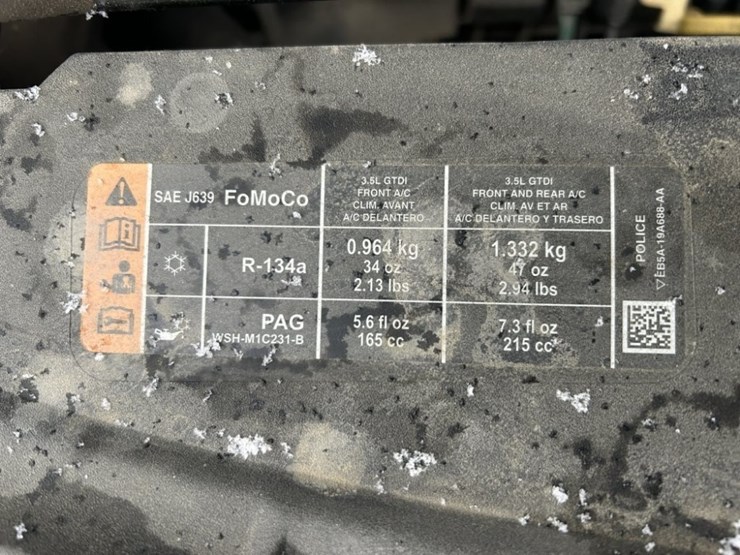 SAE J639 FoMoCo
3.5L GTDI
FRONT A/C
CLIM. AVANT
A/C DELANTERO
3.5L GTDI
FRONT AND REAR A/C
CLIM. AV ET AR
A/C DELANTERO Y TRASERO
R-134a
0.964 kg
34 oz
2.13 lbs
1.332 kg
47 oz
2.94 lbs
PAG
WSH-M1C231-B
5.6 fl oz
165 cc
7.3 fl oz
215 cc
POLICE
▽EB5A-19A688-AA